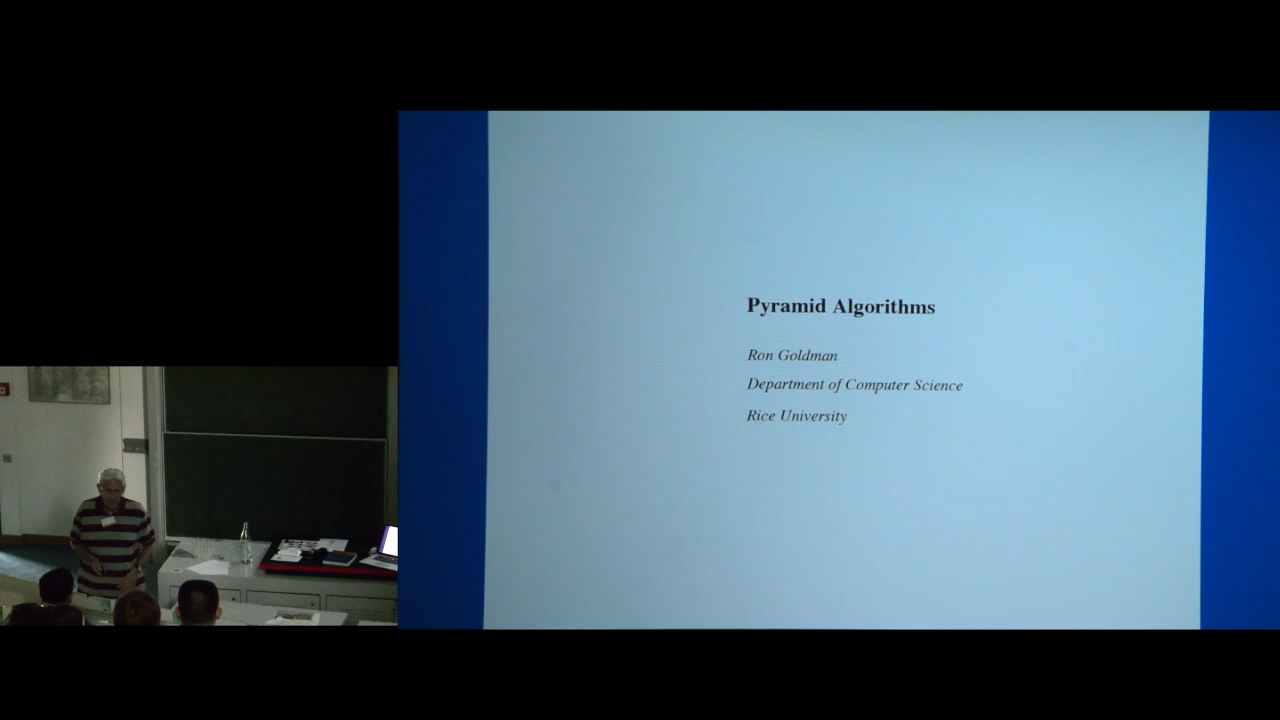 Pyramid Algorithms
Ron Goldman
Department of Computer Science
Rice University